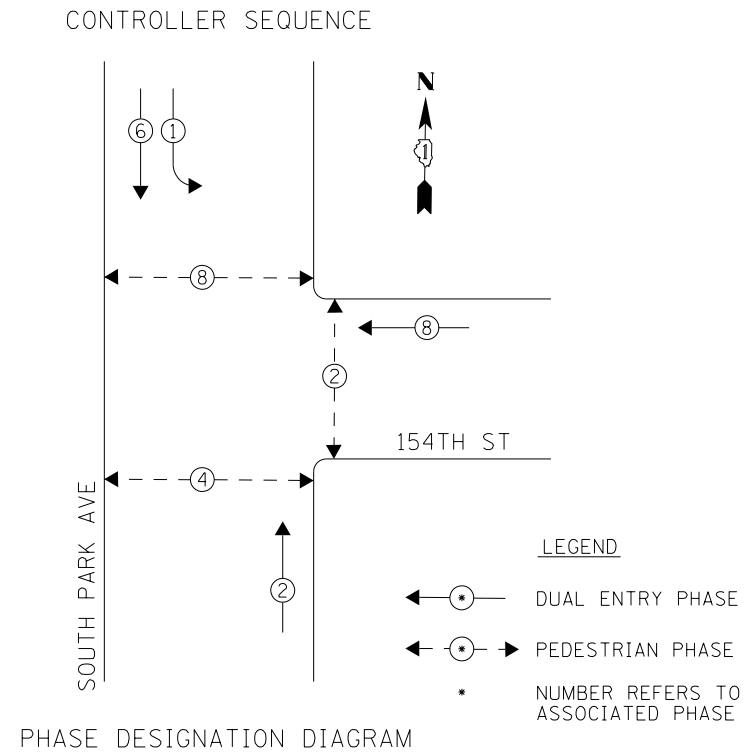 CONTROLLER SEQUENCE
N
6
1
1
8
8
2
154TH ST
4
SOUTH PARK AVE
2
LEGEND
* DUAL ENTRY PHASE
* PEDESTRIAN PHASE
* NUMBER REFERS TO
ASSOCIATED PHASE
PHASE DESIGNATION DIAGRAM